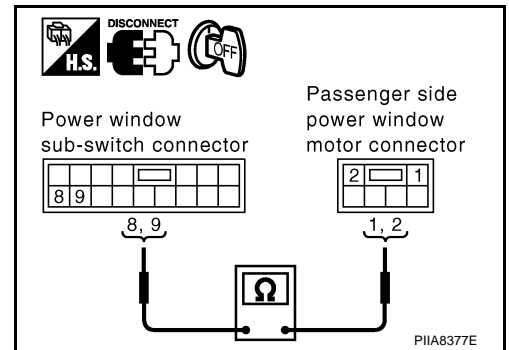 DISCONNECT
H.S.
OFF
Power window
sub-switch connector
Passenger side
power window
motor connector
8 9
2 1
8, 9
1, 2
Ω
PIIA8377E